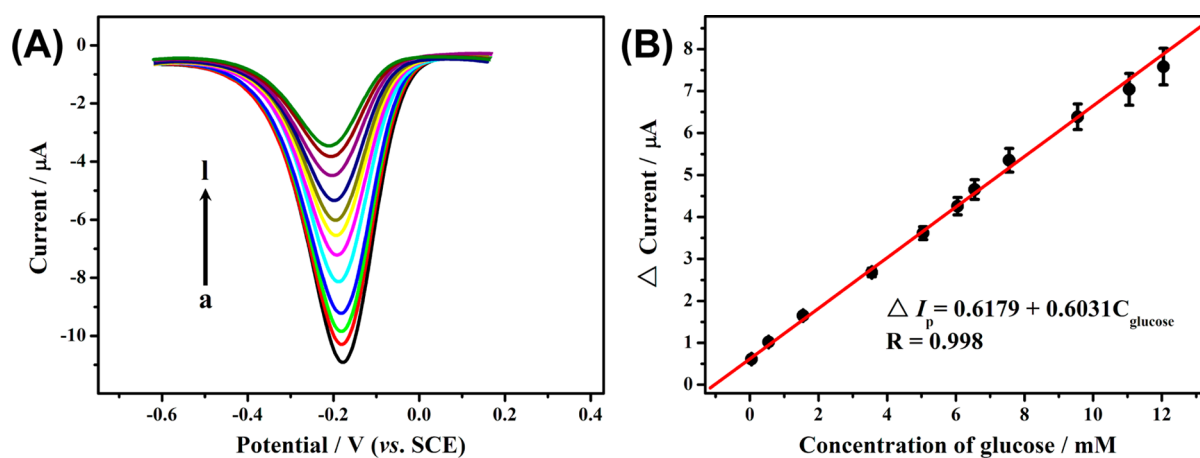 (A)
0
-2
-4
-6
-8
-10
Current / μA
l
a
-0.6
-0.4
-0.2
0.0
0.2
0.4
Potential / V (vs. SCE)
(B)
8
7
6
5
4
3
2
1
0
△ Current / μA
△ Ip = 0.6179 + 0.6031Cglucose
R = 0.998
0
2
4
6
8
10
12
Concentration of glucose / mM